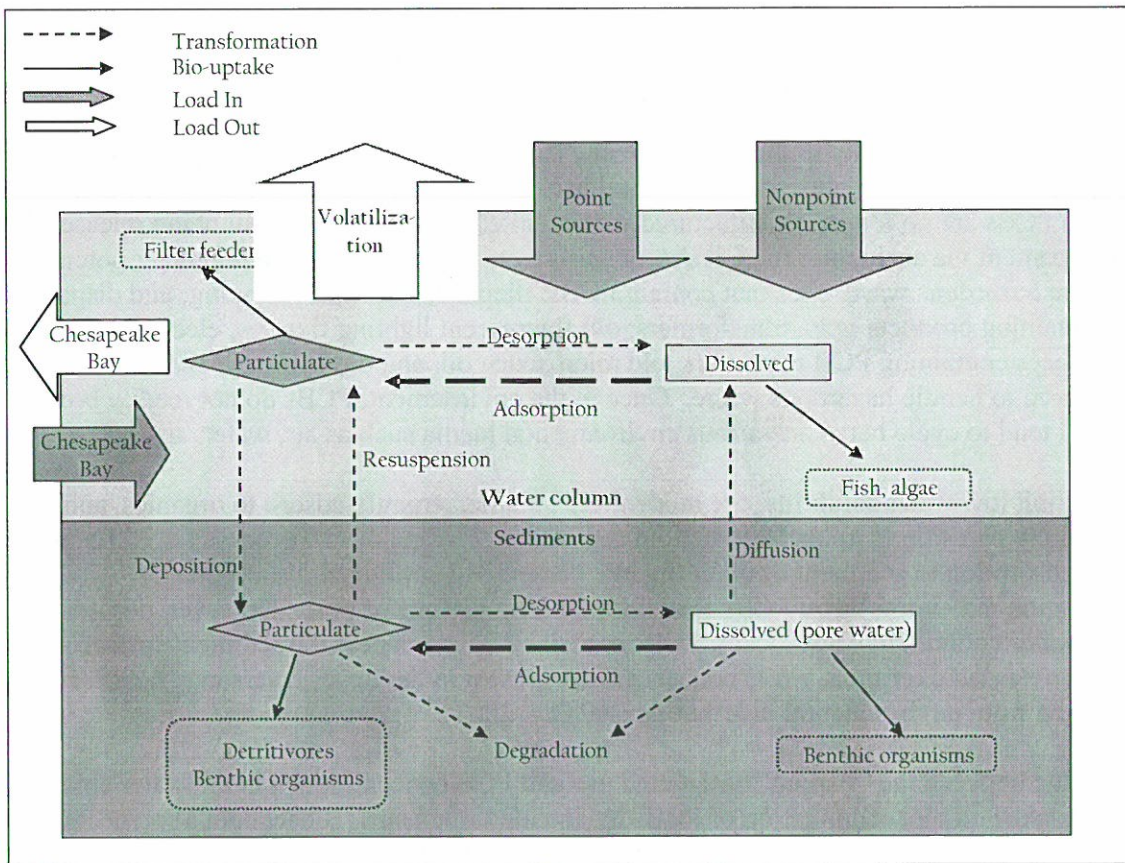 Transformation
Bio-uptake
Load In
Load Out
Volatiliza-
tion
Point
Sources
Nonpoint
Sources
Filter feeder
Chesapeake
Bay
Particulate
Desorption
Dissolved
Adsorption
Chesapeake
Bay
Resuspension
Fish, algae
Water column
Sediments
Deposition
Diffusion
Particulate
Desorption
Dissolved (pore water)
Adsorption
Detritivores
Benthic organisms
Degradation
Benthic organisms